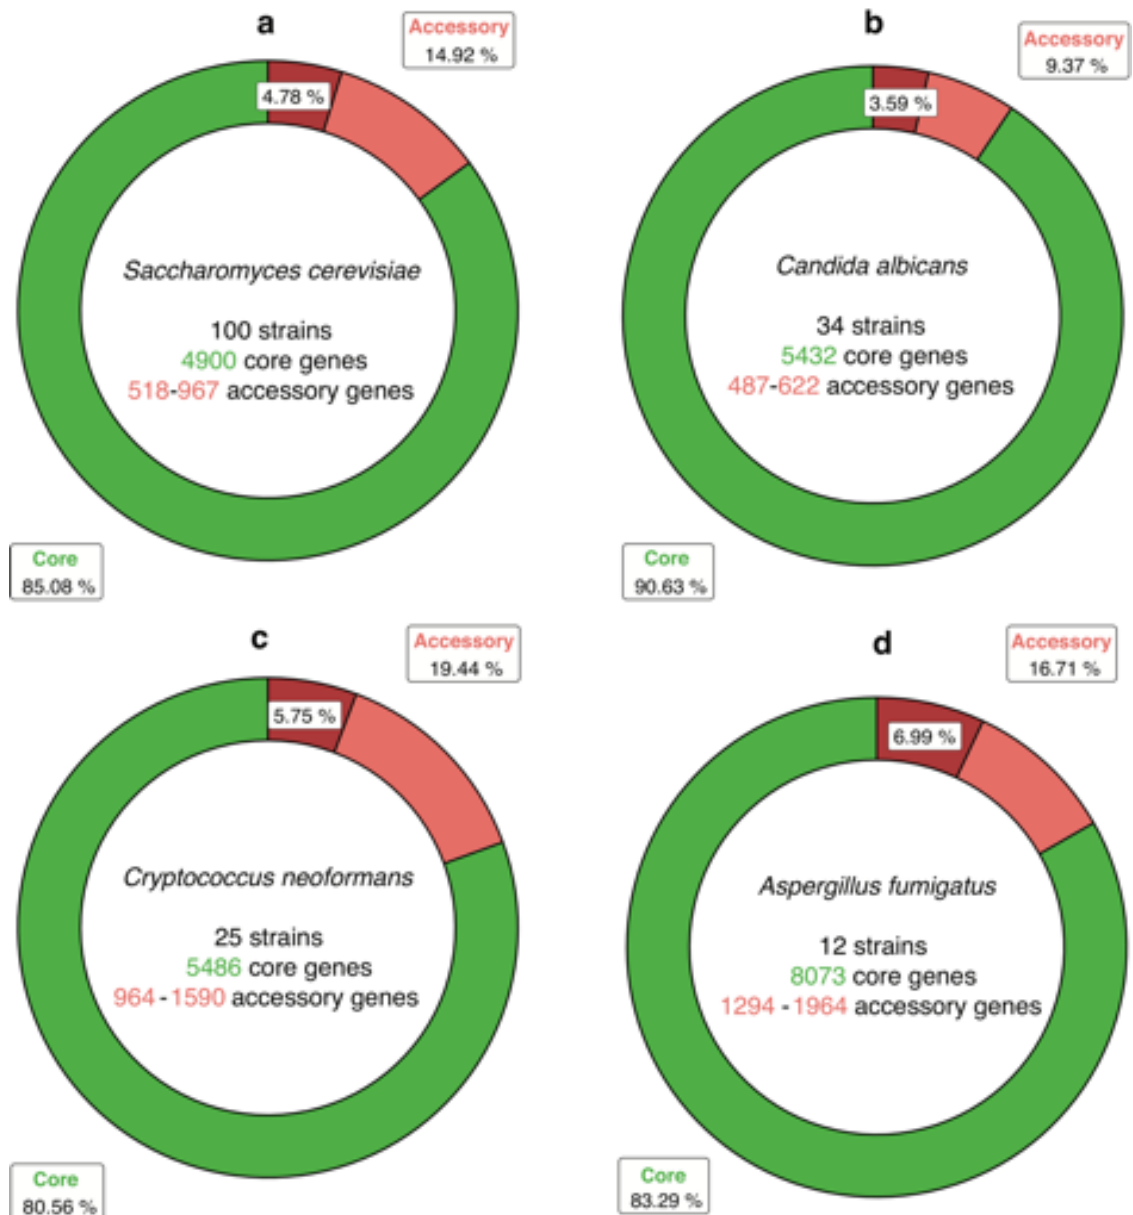 a
Accessory
14.92 %
4.78 %
Saccharomyces cerevisiae
100 strains
4900 core genes
518-967 accessory genes
Core
85.08 %
b
Accessory
9.37 %
3.59 %
Candida albicans
34 strains
5432 core genes
487-622 accessory genes
Core
90.63 %
c
Accessory
19.44 %
5.75 %
Cryptococcus neoformans
25 strains
5486 core genes
964 - 1590 accessory genes
Core
80.56 %
d
Accessory
16.71 %
6.99 %
Aspergillus fumigatus
12 strains
8073 core genes
1294 - 1964 accessory genes
Core
83.29 %